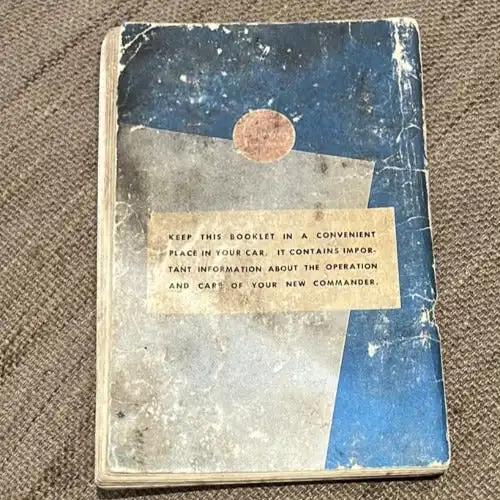 KEEP THIS BOOKLET IN A CONVENIENT
PLACE IN YOUR CAR. IT CONTAINS IMPOR-
TANT INFORMATION ABOUT THE OPERATION
AND CARE OF YOUR NEW COMMANDER.